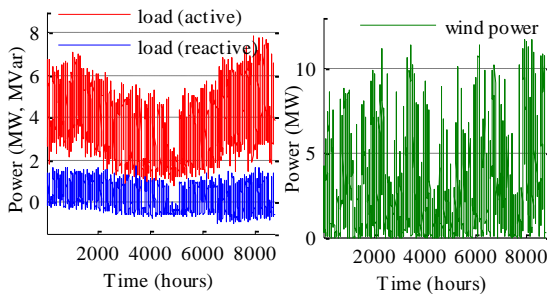 load (active)
load (reactive)
8
6
4
2
0
Power (MW, MVar)
2000 4000 6000 8000
Time (hours)
wind power
10
5
0
Power (MW)
2000 4000 6000 8000
Time (hours)